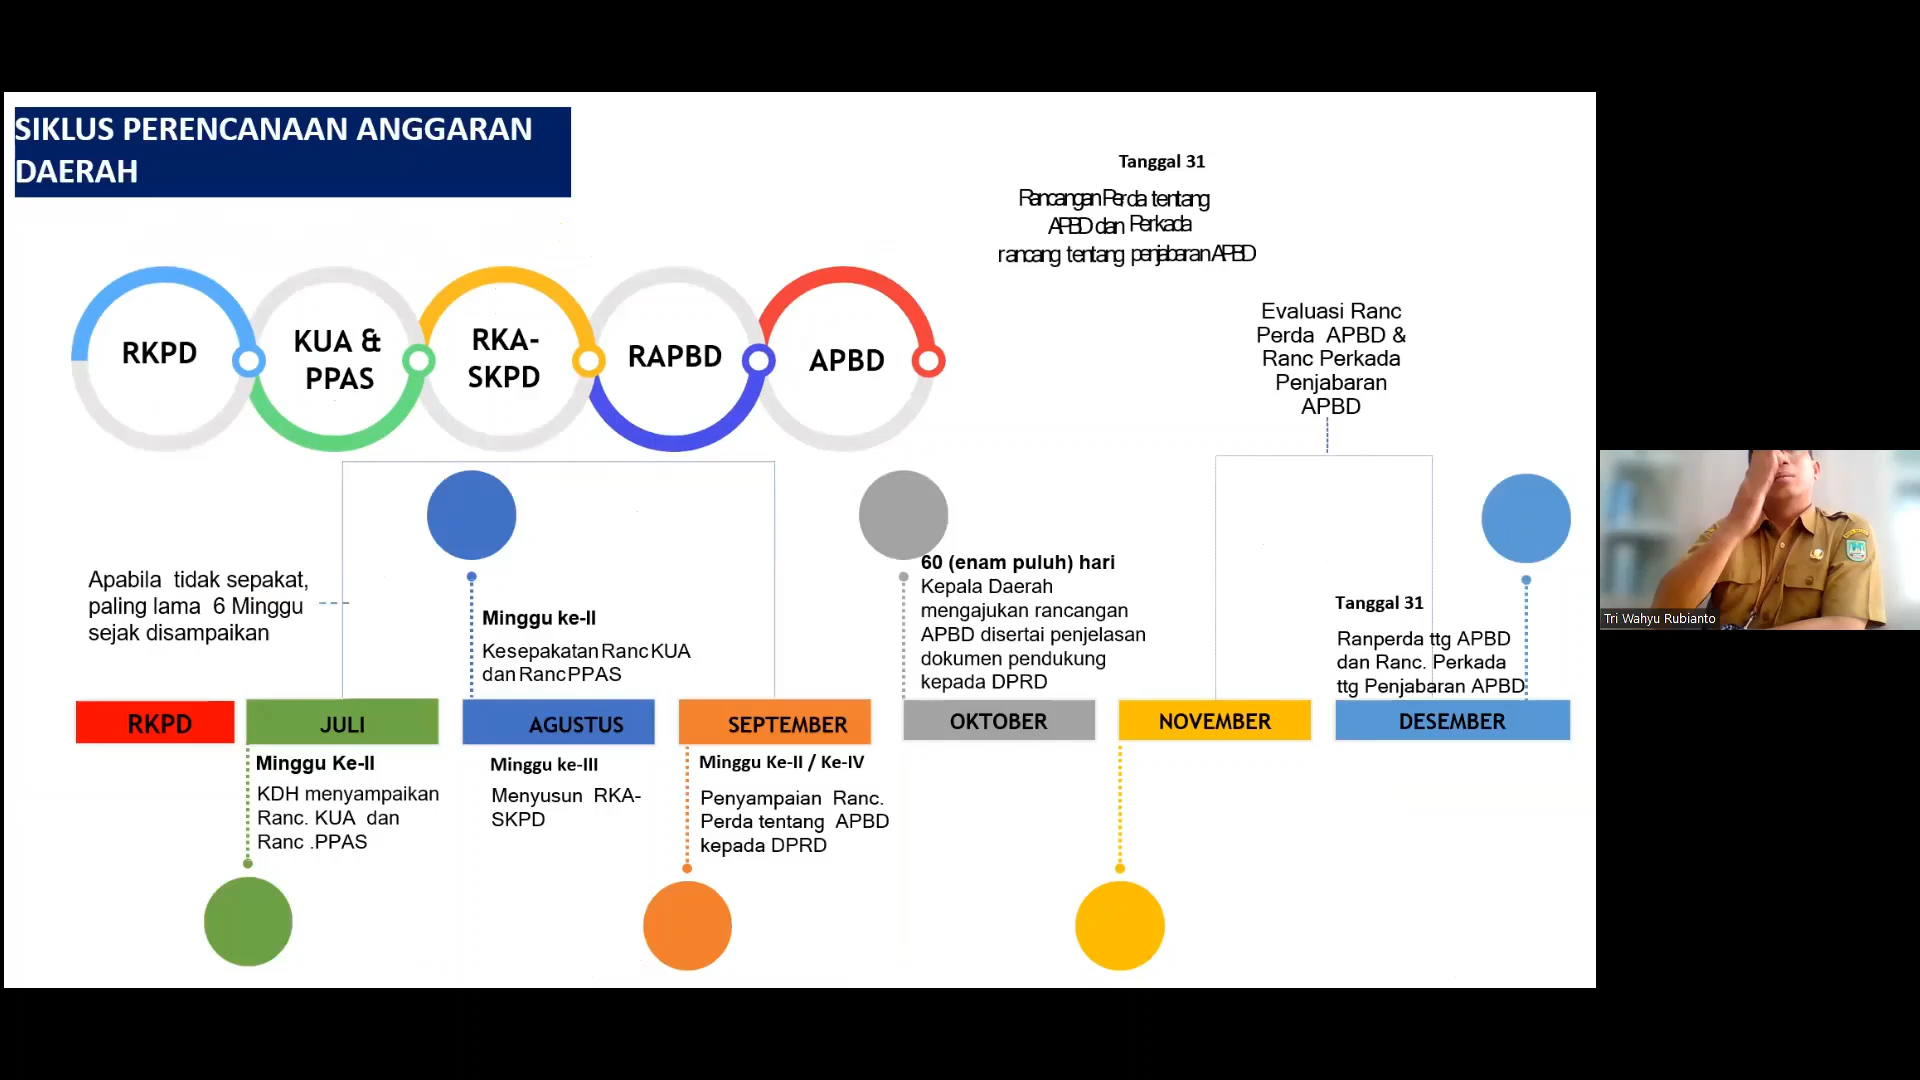 SIKLUS PERENCANAAN ANGGARAN
DAERAH
Tanggal 31
Rancangan Perda tentang
APBD dan Perkada
rancang tentang penjabaran APBD
RKPD
KUA &
PPAS
RKA-
SKPD
RAPBD
APBD
Evaluasi Ranc
Perda APBD &
Ranc Perkada
Penjabaran
APBD
Apabila tidak sepakat,
paling lama 6 Minggu
sejak disampaikan
Minggu ke-II
Kesepakatan Ranc KUA
dan Ranc PPAS
60 (enam puluh) hari
Kepala Daerah
mengajukan rancangan
APBD disertai penjelasan
dokumen pendukung
kepada DPRD
Tanggal 31
Ranperda ttg APBD
dan Ranc. Perkada
ttg Penjabaran APBD
RKPD
JULI
AGUSTUS
SEPTEMBER
OKTOBER
NOVEMBER
DESEMBER
Minggu Ke-II
KDH menyampaikan
Ranc. KUA dan
Ranc .PPAS
Minggu ke-III
Menyusun RKA-
SKPD
Minggu Ke-II / Ke-IV
Penyampaian Ranc.
Perda tentang APBD
kepada DPRD
Tri Wahyu Rubianto